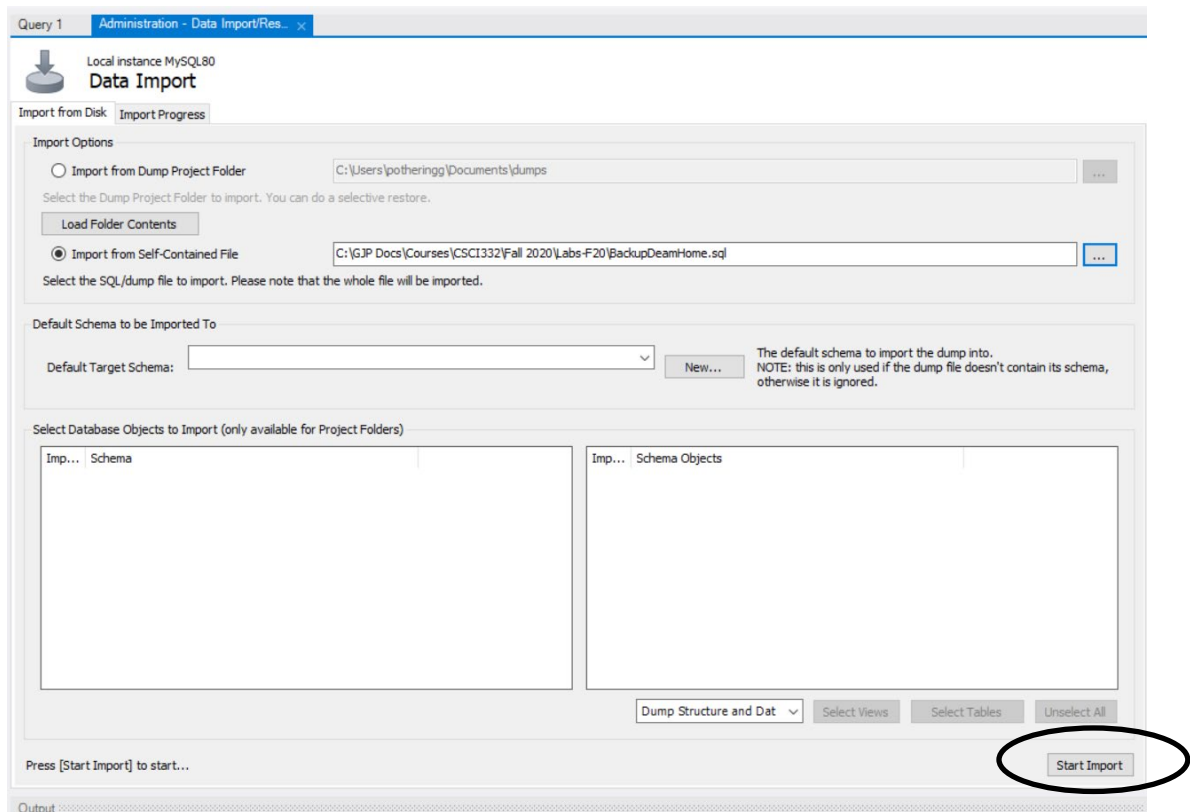 Query 1
Administration - Data Import/Res...
Local instance MySQL80
Data Import
Import from Disk
Import Progress
Import Options
Import from Dump Project Folder
C:\Users\potheringg\Documents\dumps
...
Select the Dump Project Folder to import. You can do a selective restore.
Load Folder Contents
Import from Self-Contained File
C:\GJP Docs\Courses\CSCI332\Fall 2020\Labs-F20\BackupDeamHome.sql
...
Select the SQL/dump file to import. Please note that the whole file will be imported.
Default Schema to be Imported To
Default Target Schema:
New...
The default schema to import the dump into.
NOTE: this is only used if the dump file doesn't contain its schema,
otherwise it is ignored.
Select Database Objects to Import (only available for Project Folders)
Imp... Schema
Imp... Schema Objects
Dump Structure and Dat
Select Views
Select Tables
Unselect All
Press [Start Import] to start...
Start Import
Output